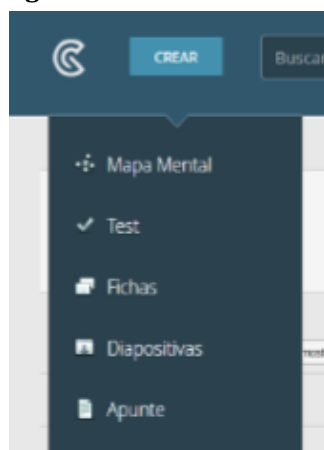 CREAR
Buscar
Mapa Mental
Test
Fichas
Diapositivas
Apunte